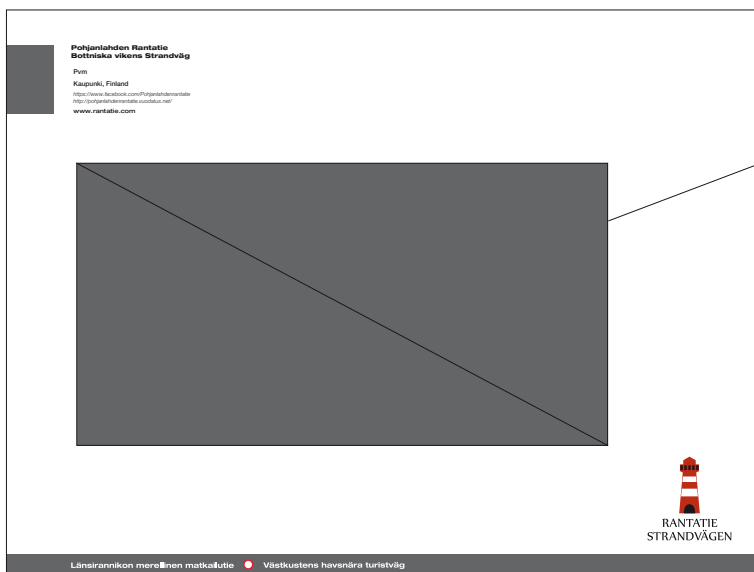 Pohjanlahden Rantatie
Bottniska vikens Strandväg
Pvm
Kaupunki, Finland
https://www.facebook.com/Pohjanlahdenrantatie
http://pohjanlahdenrantatie.vuodatus.net/
www.rantatie.com
RANTATIE
STRANDVÄGEN
Länsirannikon merellinen matkailutie Västkustens havsnära turistväg